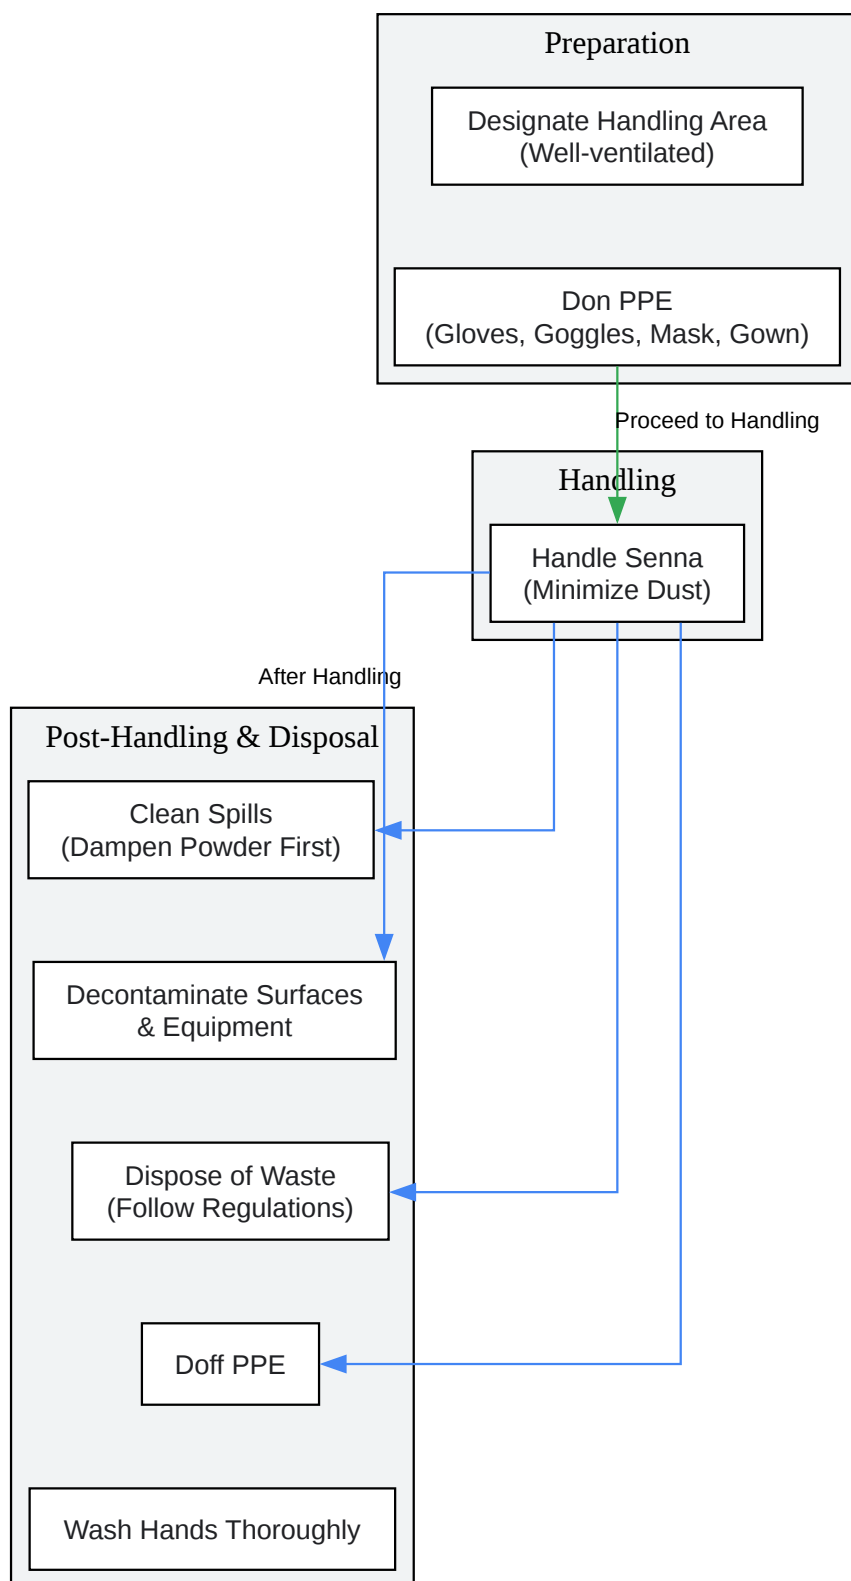 Preparation
Designate Handling Area
(Well-ventilated)
Don PPE
(Gloves, Goggles, Mask, Gown)
Proceed to Handling
Handling
Handle Senna
(Minimize Dust)
After Handling
Post-Handling & Disposal
Clean Spills
(Dampen Powder First)
Decontaminate Surfaces
& Equipment
Dispose of Waste
(Follow Regulations)
Doff PPE
Wash Hands Thoroughly